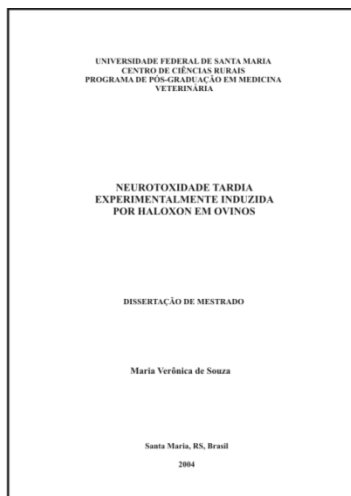 UNIVERSIDADE FEDERAL DE SANTA MARIA
CENTRO DE CIÊNCIAS RURAIS
PROGRAMA DE PÓS-GRADUAÇÃO EM MEDICINA
VETERINÁRIA
NEUROTOXIDADE TARDIA
EXPERIMENTALMENTE INDUZIDA
POR HALOXON EM OVINOS
DISSERTAÇÃO DE MESTRADO
Maria Verônica de Souza
Santa Maria, RS, Brasil
2004